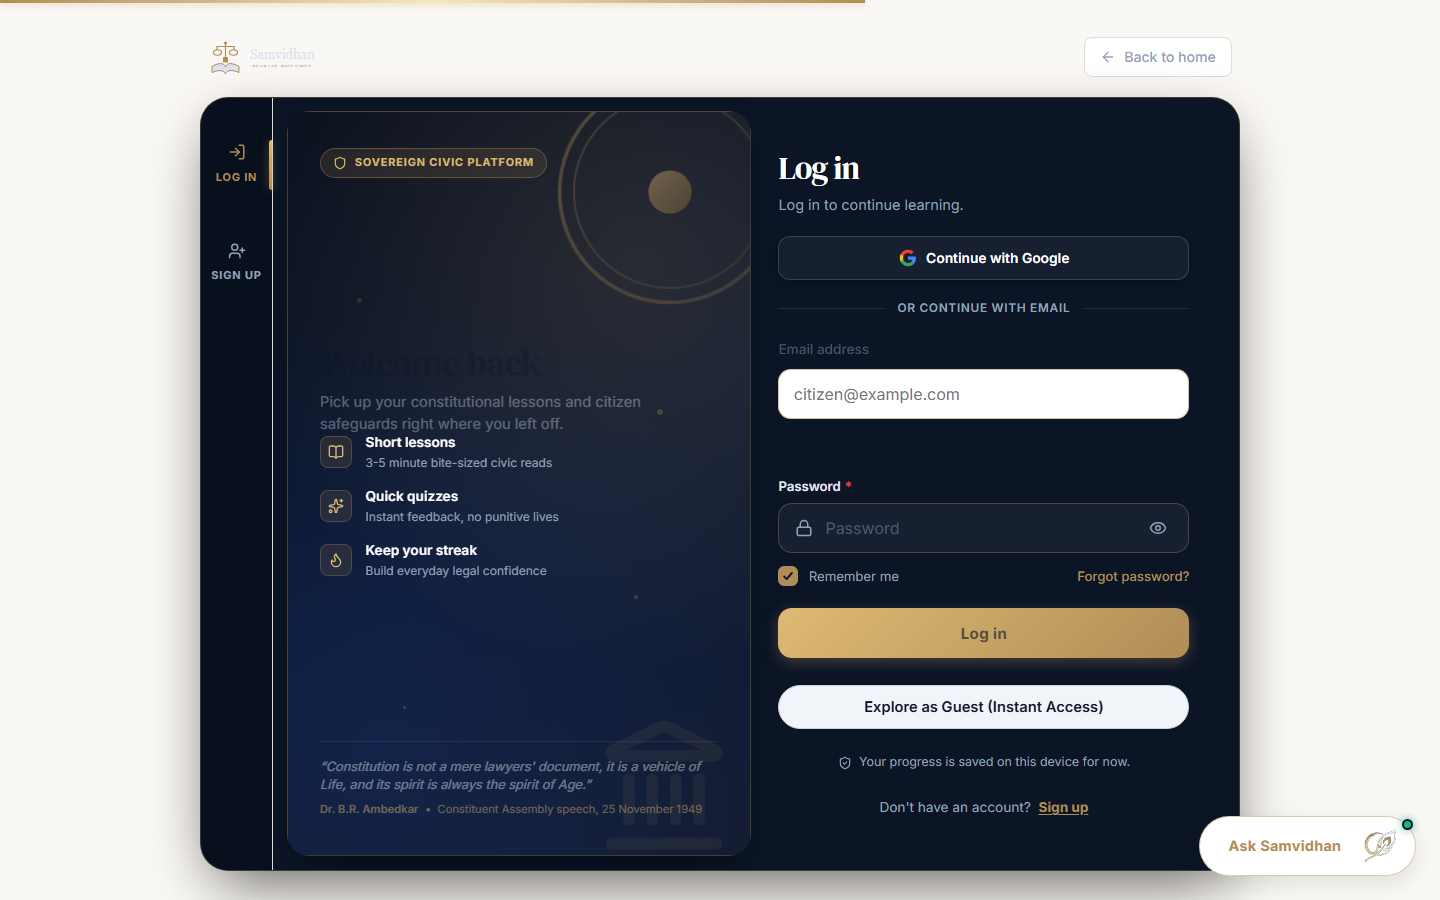 Samvidhan
Back to home
LOG IN
SIGN UP
SOVEREIGN CIVIC PLATFORM
Welcome back
Pick up your constitutional lessons and citizen
safeguards right where you left off.
Short lessons
3-5 minute bite-sized civic reads
Quick quizzes
Instant feedback, no punitive lives
Keep your streak
Build everyday legal confidence
“Constitution is not a mere lawyers' document, it is a vehicle of
Life, and its spirit is always the spirit of Age.”
Dr. B.R. Ambedkar • Constituent Assembly speech, 25 November 1949
Log in
Log in to continue learning.
Continue with Google
OR CONTINUE WITH EMAIL
Email address
citizen@example.com
Password *
Password
Remember me
Forgot password?
Log in
Explore as Guest (Instant Access)
Your progress is saved on this device for now.
Don't have an account? Sign up
Ask Samvidhan